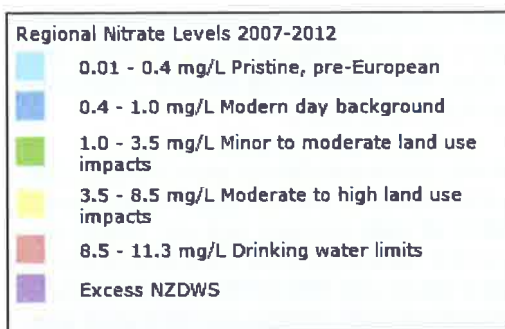 Regional Nitrate Levels 2007-2012
0.01 - 0.4 mg/L Pristine, pre-European
0.4 - 1.0 mg/L Modern day background
1.0 - 3.5 mg/L Minor to moderate land use
impacts
3.5 - 8.5 mg/L Moderate to high land use
impacts
8.5 - 11.3 mg/L Drinking water limits
Excess NZDWS